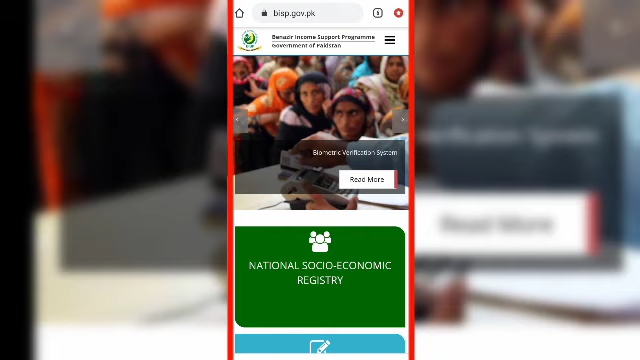 bisp.gov.pk
Benazir Income Support Programme
Government of Pakistan
Biometric Verification System
Read More
NATIONAL SOCIO-ECONOMIC
REGISTRY